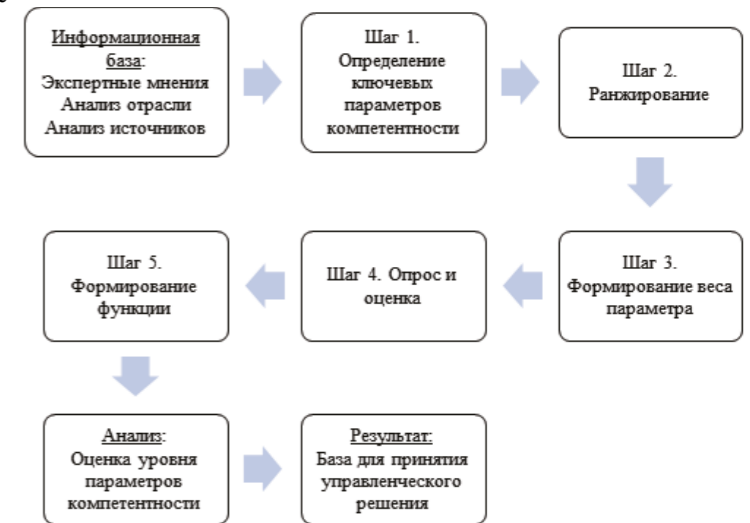 Информационная
база:
Экспертные мнения
Анализ отрасли
Анализ источников
Шаг 1.
Определение
ключевых
параметров
компетентности
Шаг 2.
Ранжирование
Шаг 3.
Формирование веса
параметра
Шаг 4. Опрос и
оценка
Шаг 5.
Формирование
функции
Анализ:
Оценка уровня
параметров
компетентности
Результат:
База для принятия
управленческого
решения